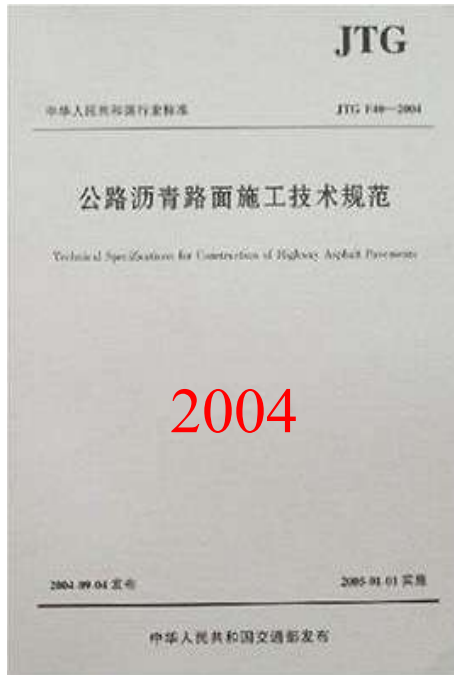 JTG
中华人民共和国行业标准
JTG F40—2004
公路沥青路面施工技术规范
Technical Specifications for Construction of Highway Asphalt Pavements
2004
2004-09-04 发布
2005-01-01 实施
中华人民共和国交通部发布